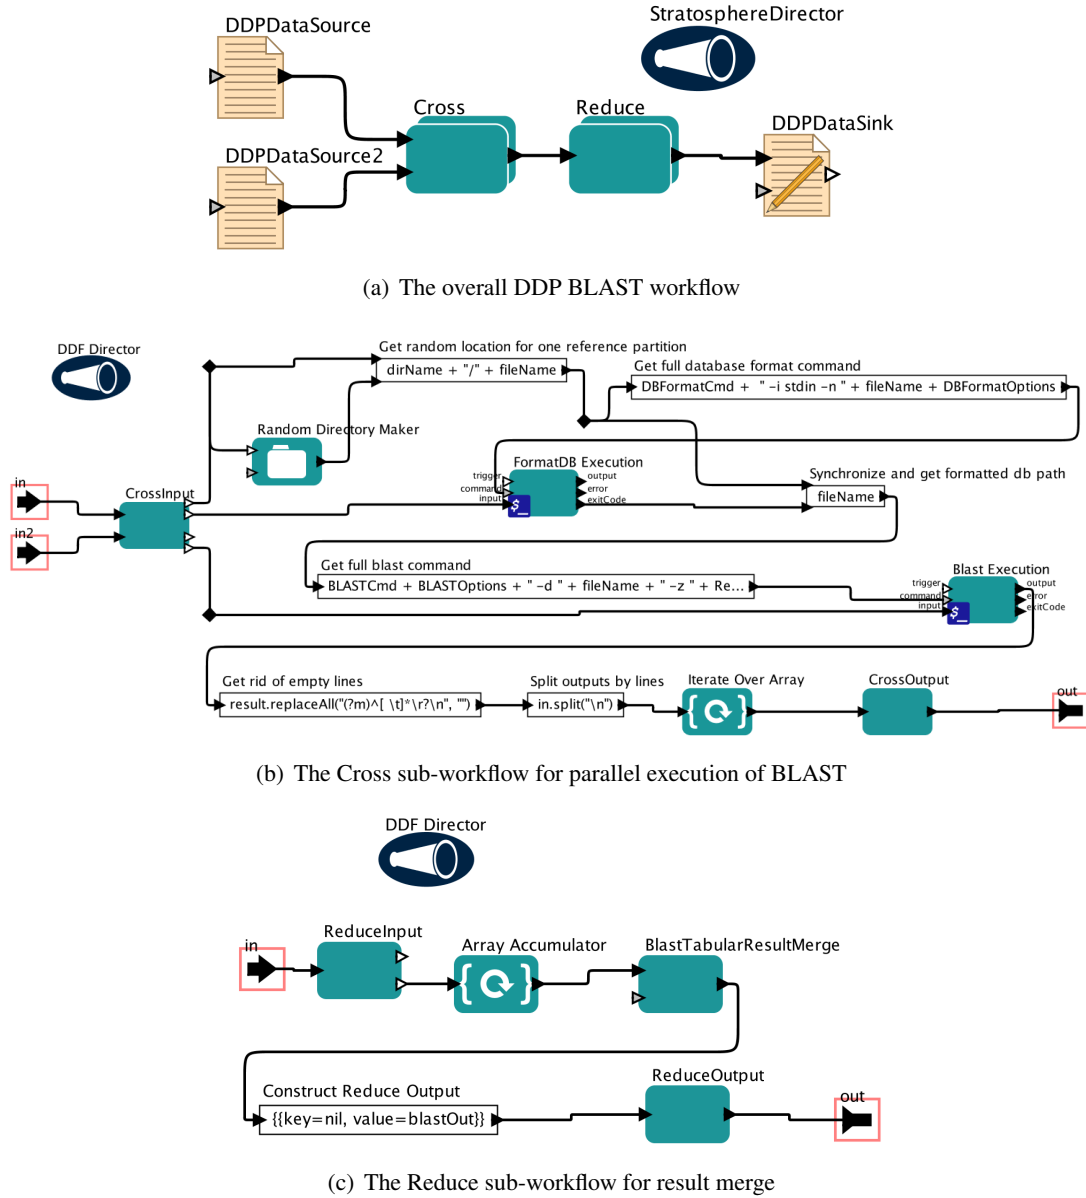 StratosphereDirector
DDPDataSource
Cross
Reduce
DDPDataSink
DDPDataSource2
(a) The overall DDP BLAST workflow
DDF Director
Get random location for one reference partition
dirName + "/" + fileName
Get full database format command
DBFormatCmd + " -i stdin -n " + fileName + DBFormatOptions
Random Directory Maker
FormatDB Execution
trigger
output
command
error
input
exitCode
$_
Synchronize and get formatted db path
fileName
in
CrossInput
in2
Get full blast command
BLASTCmd + BLASTOptions + " -d " + fileName + " -z " + Re...
Blast Execution
trigger
output
command
error
input
exitCode
$_
Get rid of empty lines
result.replaceAll("(?m)^[ \t]*\r?\n", "")
Split outputs by lines
in.split("\n")
Iterate Over Array
CrossOutput
out
(b) The Cross sub-workflow for parallel execution of BLAST
DDF Director
in
ReduceInput
Array Accumulator
BlastTabularResultMerge
Construct Reduce Output
{{key=nil, value=blastOut}}
ReduceOutput
out
(c) The Reduce sub-workflow for result merge